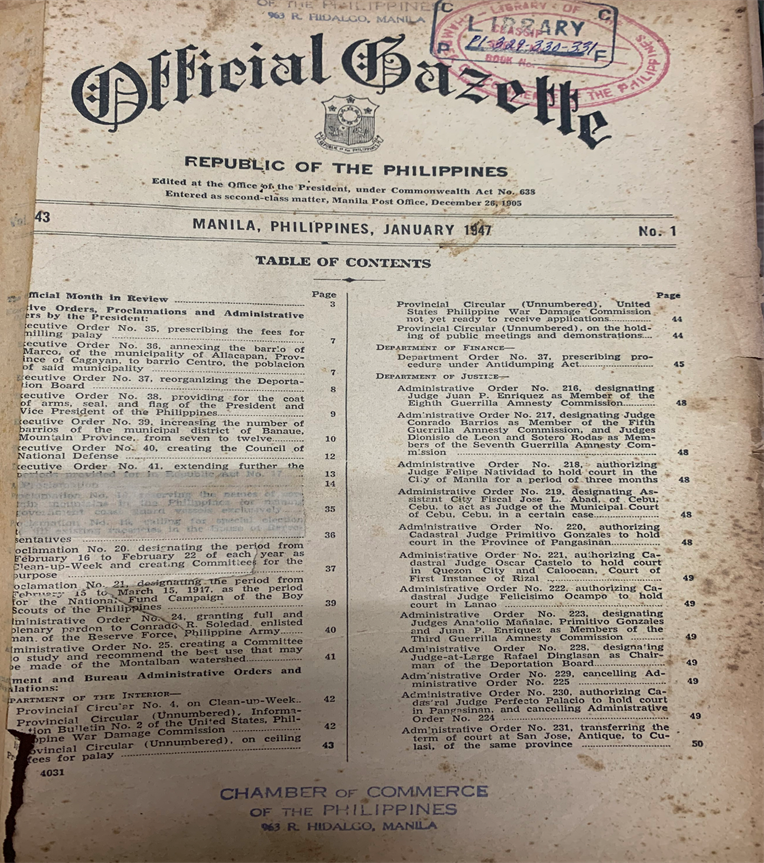 OF THE PHILIPPINES
963 R. HIDALGO, MANILA
LIBRARY OF
C C
LIBRARY
CLASSIF
P1-329-330-331
P F
BOOK No.
OF COMMERCE OF THE PHILIPPINES
Official Gazette
REPUBLIC OF THE PHILIPPINES
Edited at the Office of the President, under Commonwealth Act No. 638
Entered as second-class matter, Manila Post Office, December 26, 1905
Vol. 43 MANILA, PHILIPPINES, JANUARY 1947 No. 1
TABLE OF CONTENTS
Page
fficial Month in Review 3
ive Orders, Proclamations and Administrative
ers by the President:
ecutive Order No. 35, prescribing the fees for
milling palay 7
ecutive Order No. 36, annexing the barrio of
Marco, of the municipality of Allacapan, Prov-
ince of Cagayan, to barrio Centro, the poblacion
of said municipality 7
ecutive Order No. 37, reorganizing the Deporta-
ion Board 8
ecutive Order No. 38, providing for the coat
of arms, seal, and flag of the President and
Vice President of the Philippines 9
ecutive Order No. 39, increasing the number of
barrios of the municipal district of Banaue,
Mountain Province, from seven to twelve 10
ecutive Order No. 40, creating the Council of
National Defense 12
ecutive Order No. 41, extending further the
13
14
35
sentatives 36
oclamation No. 20, designating the period from
February 16 to February 22 of each year as
Clean-up-Week and creating Committees for the
purpose 37
oclamation No. 21, designating the period from
February 15 to March 15, 1917, as the period
for the National Fund Campaign of the Boy
Scouts of the Philippines 39
ministrative Order No. 24, granting full and
plenary pardon to Conrado R. Soledad, enlisted
man, of the Reserve Force, Philippine Army 40
ministrative Order No. 25, creating a Committee
o study and recommend the best use that may
be made of the Montalban watershed 41
ment and Bureau Administrative Orders and
ulations:
PARTMENT OF THE INTERIOR—
Provincial Circular No. 4, on Clean-up-Week 42
Provincial Circular (Unnumbered), Informa-
tion Bulletin No. 2 of the United States, Phil-
ppine War Damage Commission 42
ovincial Circular (Unnumbered), on ceiling
fees for palay 43
4031
Page
Provincial Circular (Unnumbered), United
States Philippine War Damage Commission
not yet ready to receive applications 44
Provincial Circular (Unnumbered), on the hold-
ing of public meetings and demonstrations 44
DEPARTMENT OF FINANCE—
Department Order No. 37, prescribing pro-
cedure under Antidumping Act 45
DEPARTMENT OF JUSTICE—
Administrative Order No. 216, designating
Judge Juan P. Enriquez as Member of the
Eighth Guerrilla Amnesty Commission 48
Administrative Order No. 217, designating Judge
Conrado Barrios as Member of the Fifth
Guerrilla Amnesty Commission, and Judges
Dionisio de Leon and Sotero Rodas as Mem-
bers of the Seventh Guerrilla Amnesty Com-
mission 48
Administrative Order No. 218, authorizing
Judge Felipe Natividad to hold court in the
City of Manila for a period of three months 48
Administrative Order No. 219, designating As-
sistant City Fiscal Jose L. Abad, of Cebu,
Cebu, to act as Judge of the Municipal Court
of Cebu, Cebu, in a certain case 48
Administrative Order No. 220, authorizing
Cadastral Judge Primitivo Gonzales to hold
court in the Province of Pangasinan 48
Administrative Order No. 221, authorizing Ca-
dastral Judge Oscar Castelo to hold court
in Quezon City and Caloocan, Court of
First Instance of Rizal 49
Administrative Order No. 222, authorizing Ca-
dastral Judge Felicisimo Ocampo to hold
court in Lanao 49
Administrative Order No. 223, designating
Judges Anatolio Mañalac, Primitivo Gonzales
and Juan P. Enriquez as Members of the
Third Guerrilla Amnesty Commission 49
Administrative Order No. 228, designating
Judge-at-Large Rafael Dinglasan as Chair-
man of the Deportation Board 49
Administrative Order No. 229, cancelling Ad-
ministrative Order No. 225 49
Administrative Order No. 230, authorizing Ca-
dastral Judge Perfecto Palacio to hold court
in Pangasinan, and cancelling Administrative
Order No. 224 49
Administrative Order No. 231, transferring the
term of court at San Jose, Antique, to Cu-
lasi, of the same province 50
CHAMBER OF COMMERCE
OF THE PHILIPPINES
963 R. HIDALGO, MANILA